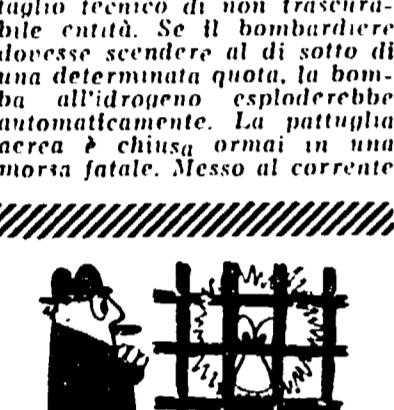 taglio tecnico di non trascura-
bile entità. Se il bombardiere
dovesse scendere al di sotto di
una determinata quota, la bom-
ba all'idrogeno esploderebbe
automaticamente. La pattuglia
aerea è chiusa ormai in una
morsa fatale. Messo al corrente